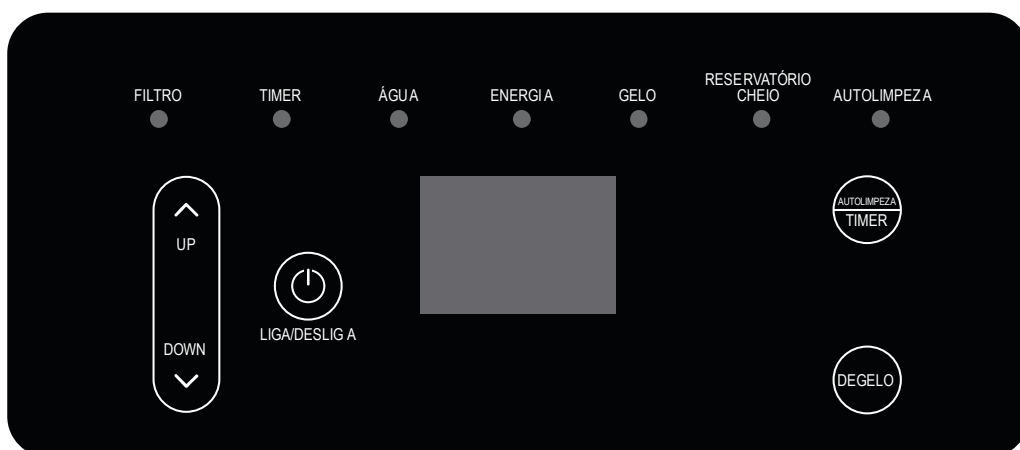 FILTRO
TIMER
ÁGUA
ENERGIA
GELO
RESERVATÓRIO
CHEIO
AUTOLIMPEZA
UP
DOWN
LIGA/DESLIGA
AUTOLIMPEZA
TIMER
DEGELO